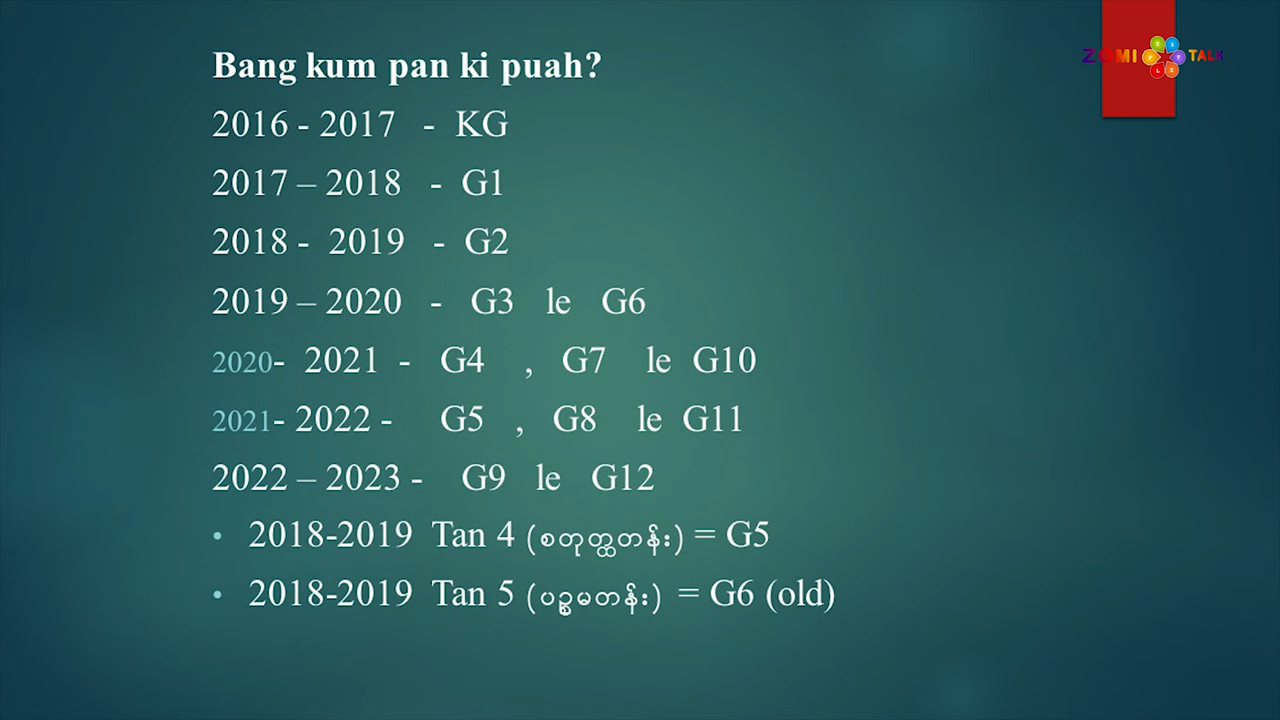 Bang kum pan ki puah?
ZOMI TALK
2016 - 2017 - KG
2017 – 2018 - G1
2018 - 2019 - G2
2019 – 2020 - G3 le G6
2020- 2021 - G4 , G7 le G10
2021- 2022 - G5 , G8 le G11
2022 – 2023 - G9 le G12
• 2018-2019 Tan 4 (စတုတ္ထတန်း) = G5
• 2018-2019 Tan 5 (ပဉ္စမတန်း) = G6 (old)